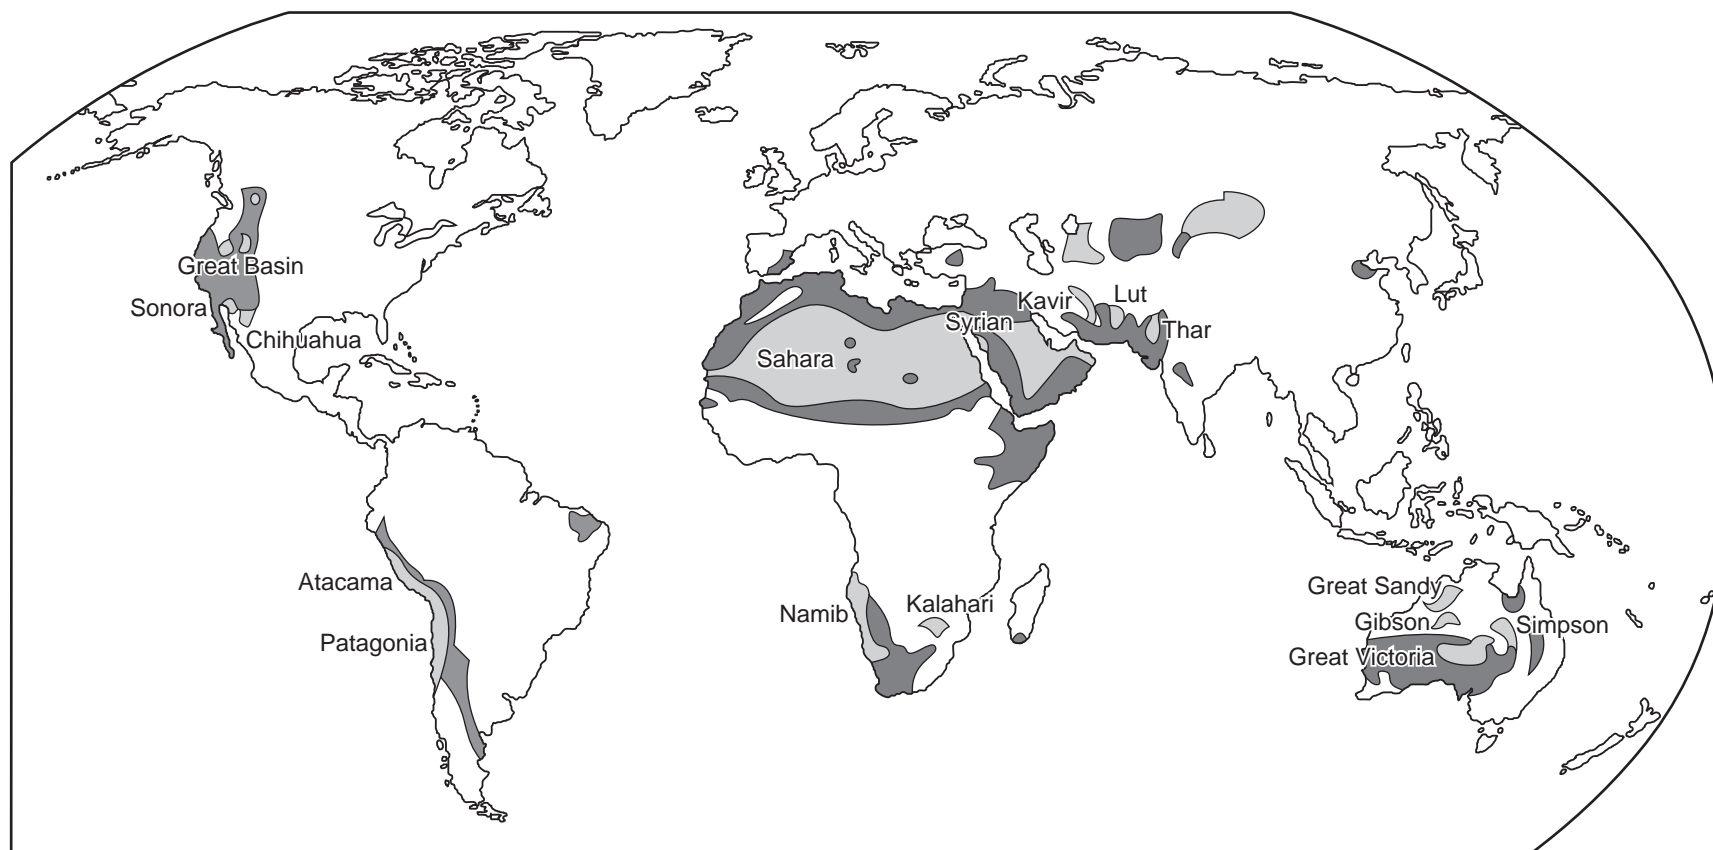 Great Basin
Sonora
Chihuahua
Kavir
Lut
Syrian
Thar
Sahara
Atacama
Patagonia
Namib
Kalahari
Great Sandy
Gibson
Simpson
Great Victoria